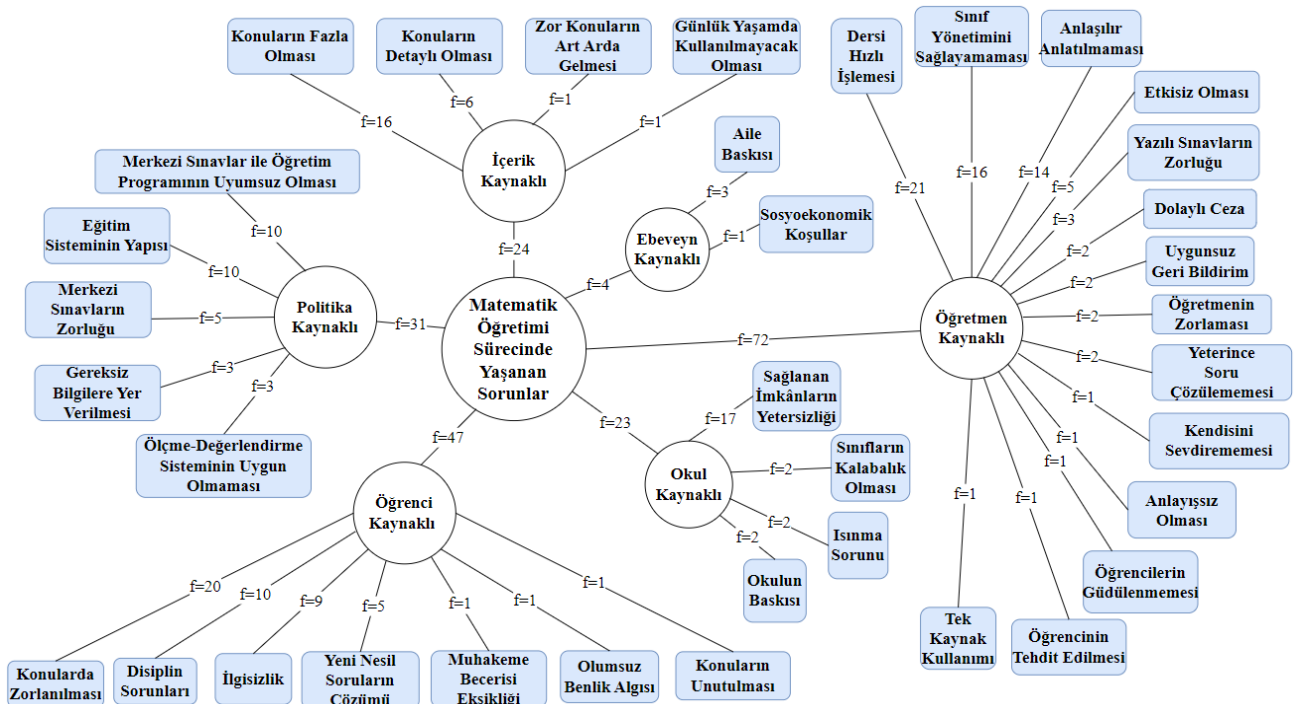 Konuların Fazla
Olması
Konuların
Detaylı Olması
Zor Konuların
Art Arda
Gelmesi
Günlük Yaşamda
Kullanılmayacak
Olması
f=16
f=6
f=1
f=1
İçerik
Kaynaklı
f=24
Merkezi Sınavlar ile Öğretim
Programının Uyumsuz Olması
Eğitim
Sisteminin Yapısı
Merkezi
Sınavların
Zorluğu
Gereksiz
Bilgilere Yer
Verilmesi
Ölçme-Değerlendirme
Sisteminin Uygun
Olmaması
f=10
f=10
f=5
f=3
f=3
Politika
Kaynaklı
f=31
Aile
Baskısı
Sosyoekonomik
Koşullar
f=3
f=1
Ebeveyn
Kaynaklı
f=4
Matematik
Öğretimi
Sürecinde
Yaşanan
Sorunlar
f=72
Dersi
Hızlı
İşlemesi
Sınıf
Yönetimini
Sağlayamaması
Anlaşılır
Anlatılmaması
Etkisiz Olması
Yazılı Sınavların
Zorluğu
Dolaylı Ceza
Uygunsuz
Geri Bildirim
Öğretmenin
Zorlaması
Yeterince
Soru
Çözülememesi
Kendisini
Sevdirememesi
Anlayışsız
Olması
Öğrencilerin
Güdülenmemesi
Öğrencinin
Tehdit Edilmesi
Tek
Kaynak
Kullanımı
f=21
f=16
f=14
f=5
f=3
f=2
f=2
f=2
f=2
f=1
f=1
f=1
f=1
f=1
Öğretmen
Kaynaklı
f=23
Okul
Kaynaklı
Sağlanan
İmkânların
Yetersizliği
Sınıfların
Kalabalık
Olması
Isınma
Sorunu
Okulun
Baskısı
f=17
f=2
f=2
f=2
f=47
Öğrenci
Kaynaklı
f=20
f=10
f=9
f=5
f=1
f=1
f=1
Konularda
Zorlanılması
Disiplin
Sorunları
İlgisizlik
Yeni Nesil
Soruların
Çözümü
Muhakeme
Becerisi
Eksikliği
Olumsuz
Benlik Algısı
Konuların
Unutulması